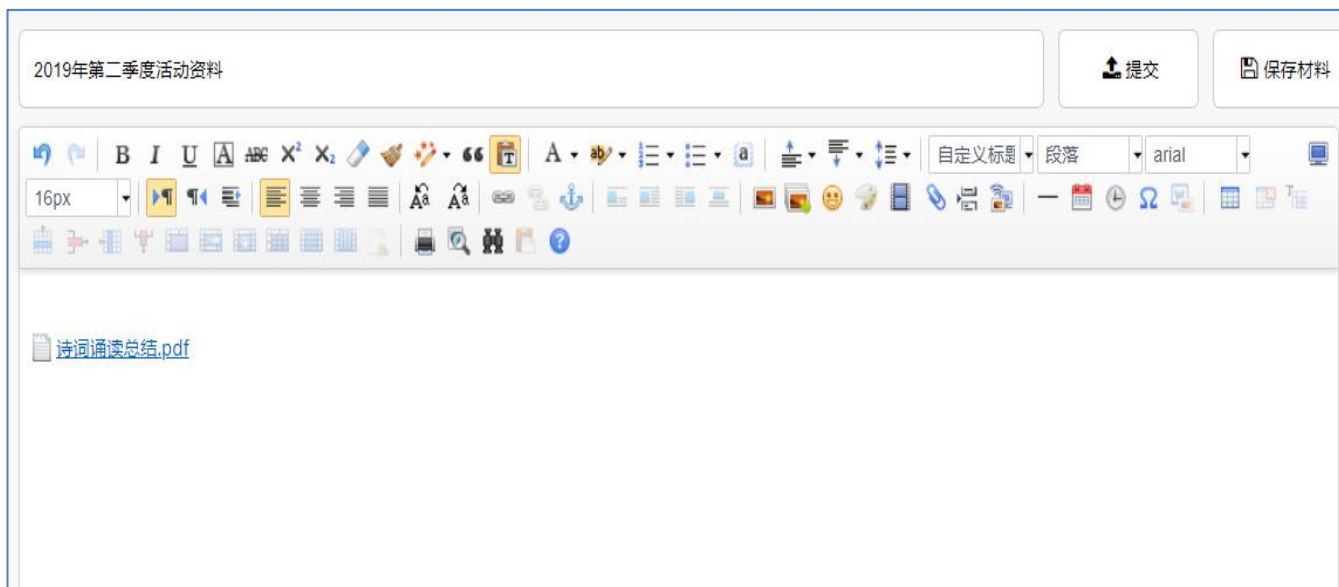 2019年第二季度活动资料
提交
保存材料
自定义标题
段落
arial
16px
诗词诵读总结.pdf